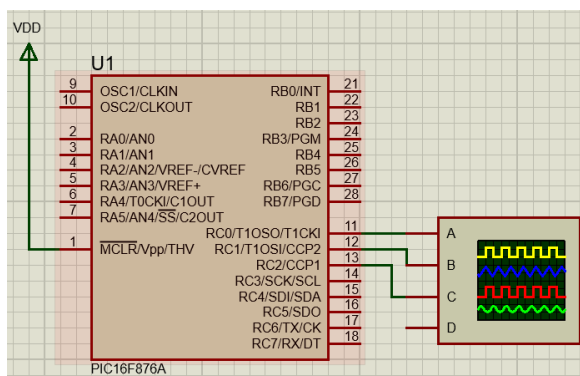 VDD
U1
9 OSC1/CLKIN RB0/INT 21
10 OSC2/CLKOUT RB1 22
RB2 23
2 RA0/AN0 RB3/PGM 24
3 RA1/AN1 RB4 25
4 RA2/AN2/VREF-/CVREF RB5 26
5 RA3/AN3/VREF+ RB6/PGC 27
6 RA4/T0CKI/C1OUT RB7/PGD 28
7 RA5/AN4/SS/C2OUT
RC0/T1OSO/T1CKI 11 A
1 MCLR/Vpp/THV RC1/T1OSI/CCP2 12 B
RC2/CCP1 13
RC3/SCK/SCL 14 C
RC4/SDI/SDA 15
RC5/SDO 16
RC6/TX/CK 17 D
RC7/RX/DT 18
PIC16F876A